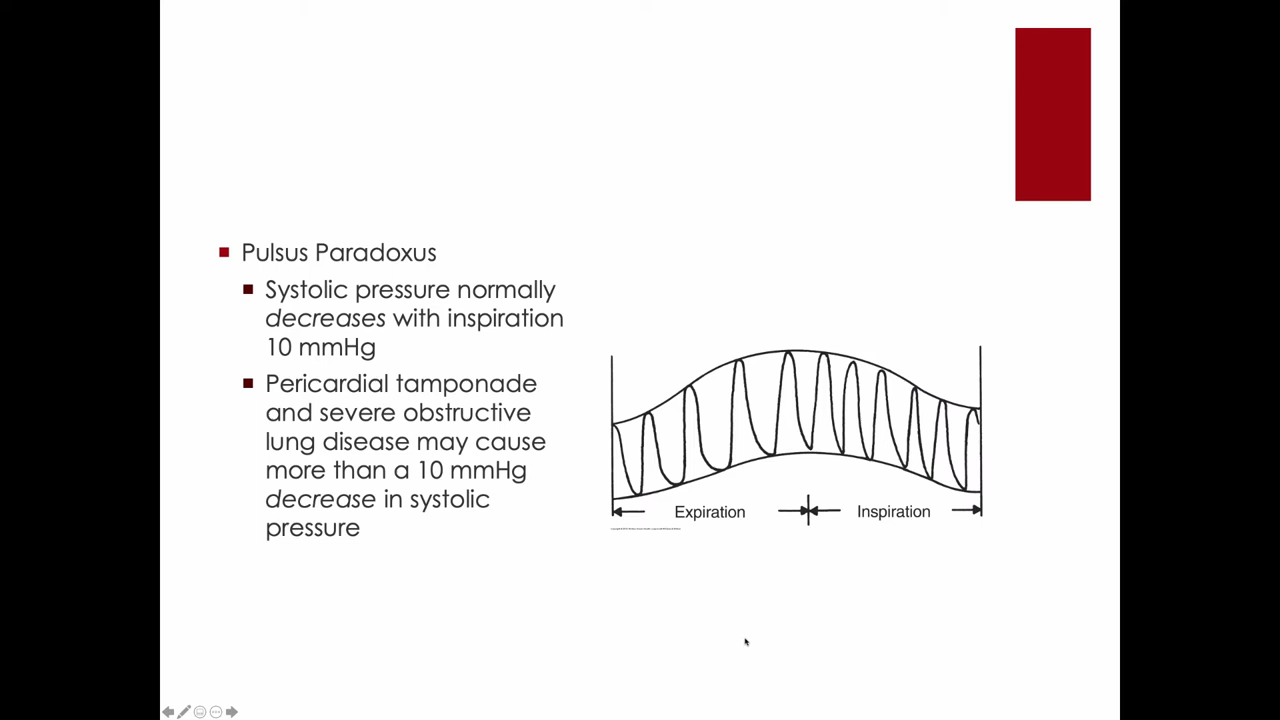 Pulsus Paradoxus
Systolic pressure normally
decreases with inspiration
10 mmHg
Pericardial tamponade
and severe obstructive
lung disease may cause
more than a 10 mmHg
decrease in systolic
pressure
Expiration
Inspiration